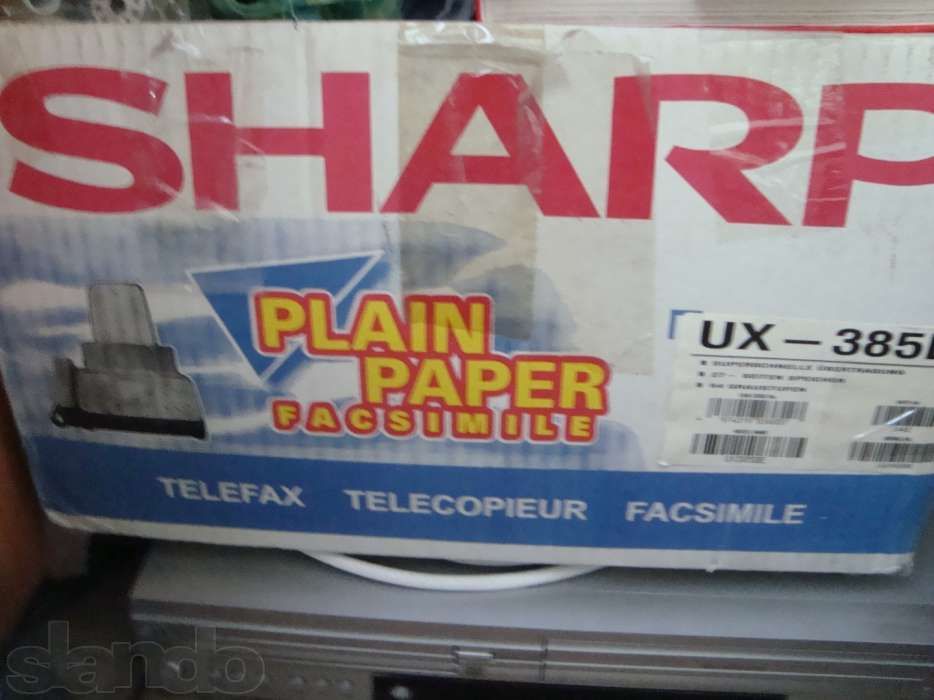 SHARP
PLAIN
PAPER
FACSIMILE
UX - 385
TELEFAX TELECOPIEUR FACSIMILE
slando